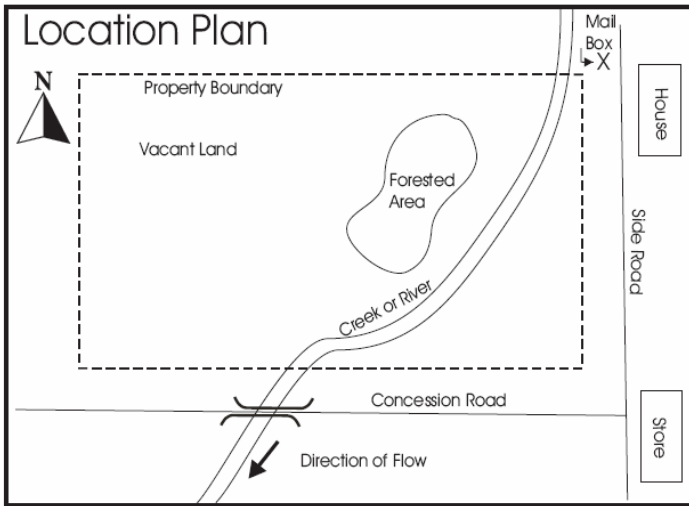 Location Plan
Mail
Box
X
N
Property Boundary
House
Vacant Land
Forested
Area
Side Road
Creek or River
Concession Road
Store
Direction of Flow